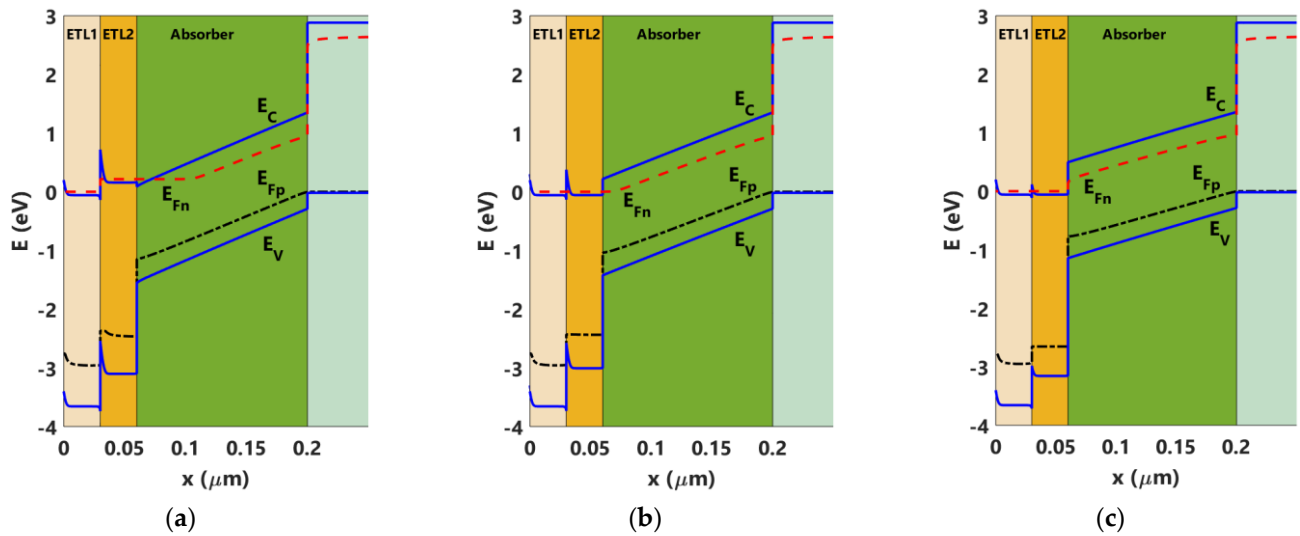 3
2
1
0
-1
-2
-3
-4
E (eV)
ETL1
ETL2
Absorber
E_C
E_Fp
E_Fn
E_V
0
0.05
0.1
0.15
0.2
x (μm)
(a)
3
2
1
0
-1
-2
-3
-4
E (eV)
ETL1
ETL2
Absorber
E_C
E_Fp
E_Fn
E_V
0
0.05
0.1
0.15
0.2
x (μm)
(b)
3
2
1
0
-1
-2
-3
-4
E (eV)
ETL1
ETL2
Absorber
E_C
E_Fp
E_Fn
E_V
0
0.05
0.1
0.15
0.2
x (μm)
(c)